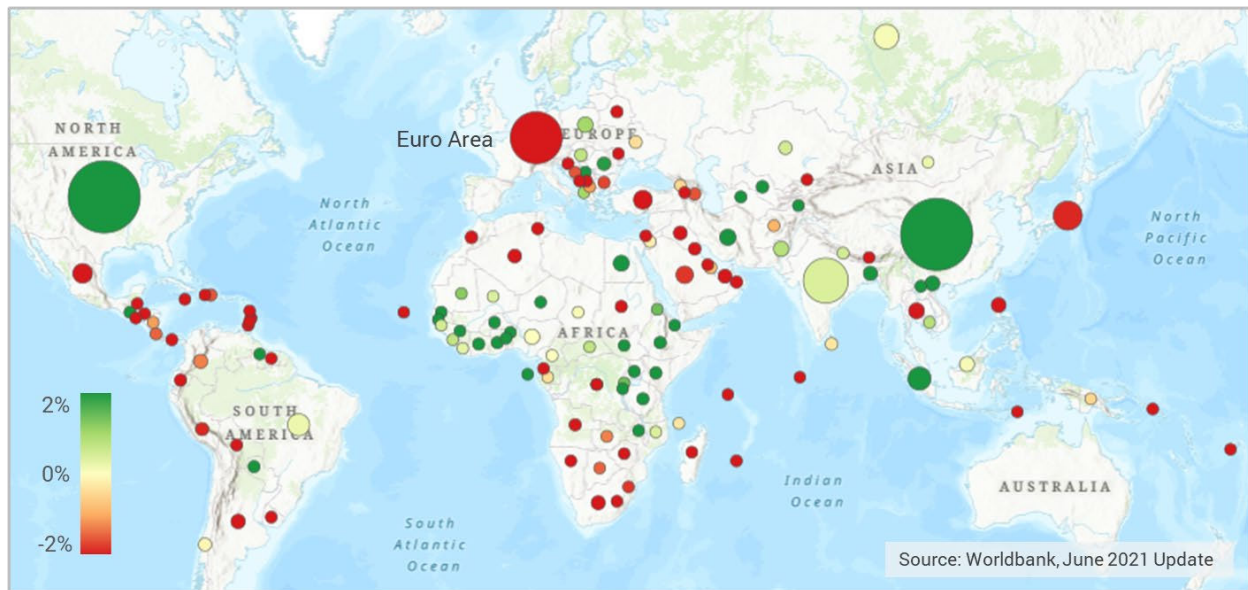 NORTH
AMERICA
Euro Area
EUROPE
ASIA
North
Atlantic
Ocean
North
Pacific
Ocean
AFRICA
SOUTH
AMERICA
2%
0%
-2%
Indian
Ocean
AUSTRALIA
South
Atlantic
Ocean
Source: Worldbank, June 2021 Update